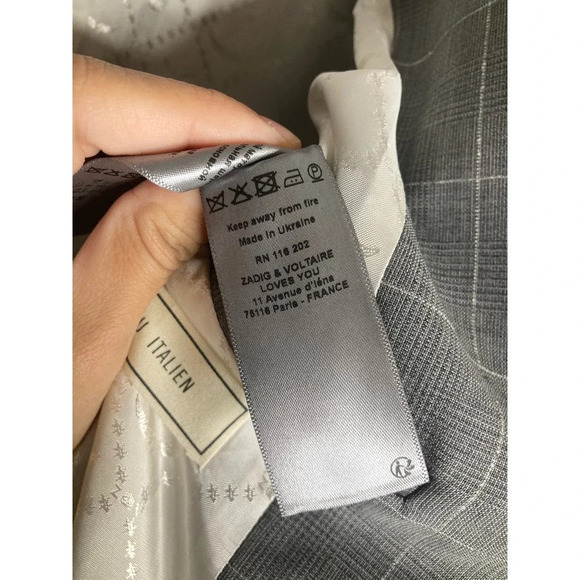 Keep away from fire
Made in Ukraine
RN 116 202
ZADIG & VOLTAIRE
LOVES YOU
11 Avenue d'Iéna
75116 Paris - FRANCE
ITALIEN